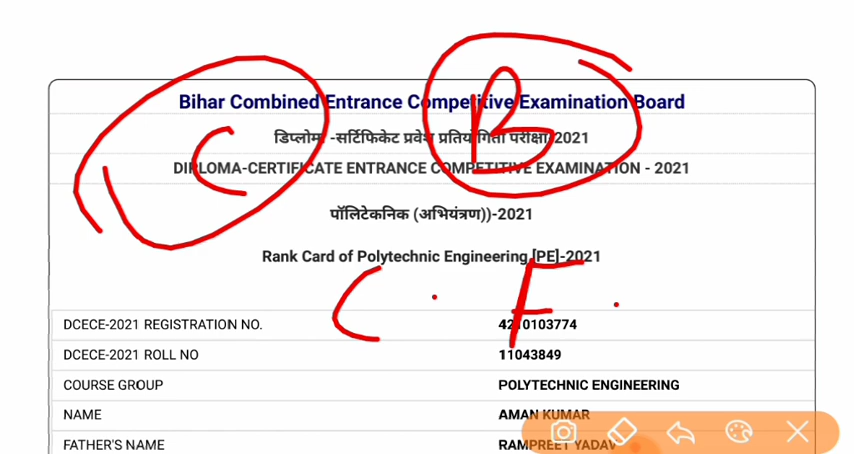 Bihar Combined Entrance Competitive Examination Board
डिप्लोमा -सर्टिफिकेट प्रवेश प्रतियोगिता परीक्षा-2021
DIPLOMA-CERTIFICATE ENTRANCE COMPETITIVE EXAMINATION - 2021
पॉलिटेकनिक (अभियंत्रण))-2021
Rank Card of Polytechnic Engineering [PE]-2021
C B
C. F.
DCECE-2021 REGISTRATION NO. 4210103774
DCECE-2021 ROLL NO 11043849
COURSE GROUP POLYTECHNIC ENGINEERING
NAME AMAN KUMAR
FATHER'S NAME RAMPREET YADAV